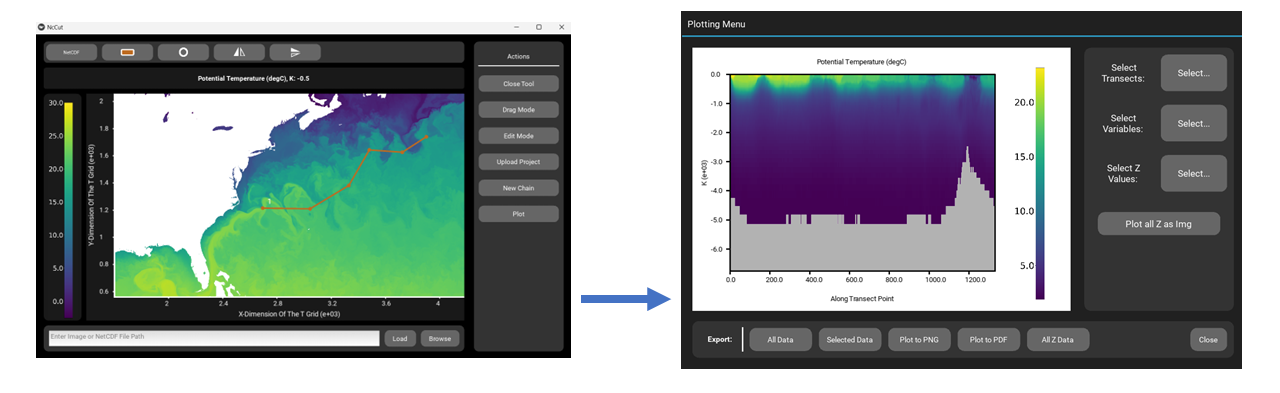 NcCut
NetCDF
Potential Temperature (degC), K: -0.5
30.0
25.0
20.0
15.0
10.0
5.0
0.0
Y-Dimension Of The T Grid (e+03)
2
1.8
1.6
1.4
1.2
1
0.8
0.6
1
2
2.4
2.8
3.2
3.6
4
X-Dimension Of The T Grid (e+03)
Enter Image or NetCDF File Path
Load
Browse
Actions
Close Tool
Drag Mode
Edit Mode
Upload Project
New Chain
Plot
Plotting Menu
Potential Temperature (degC)
K (e+03)
0.0
-1.0
-2.0
-3.0
-4.0
-5.0
-6.0
0.0
200.0
400.0
600.0
800.0
1000.0
1200.0
Along Transect Point
20.0
15.0
10.0
5.0
Select
Transects:
Select...
Select
Variables:
Select...
Select Z
Values:
Select...
Plot all Z as Img
Export:
All Data
Selected Data
Plot to PNG
Plot to PDF
All Z Data
Close